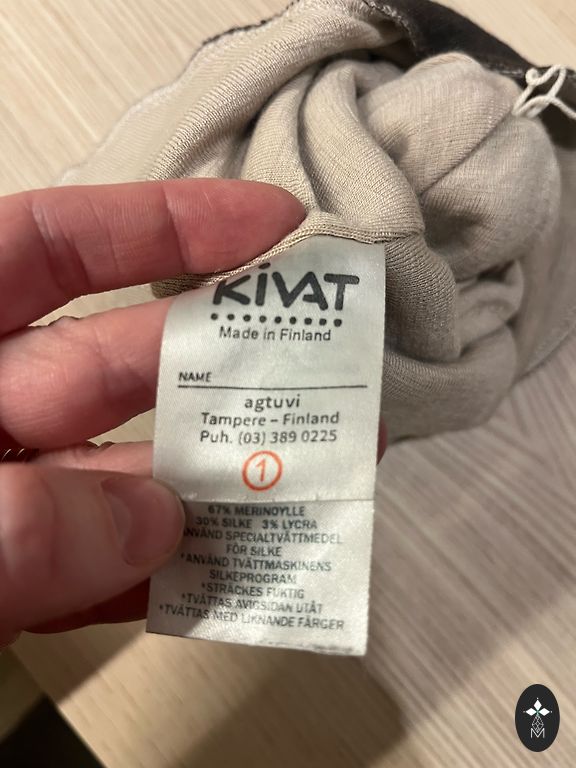 KIVAT
Made in Finland
NAME
agtuvi
Tampere – Finland
Puh. (03) 389 0225
1
67% MERINOYLLE
30% SILKE 3% LYCRA
ANVÄND SPECIALTVÄTTMEDEL
FÖR SILKE
*ANVÄND TVÄTTMASKINENS
SILKEPROGRAM
*STRÄCKES FUKTIG
*TVÄTTAS AVIGSIDAN UTÅT
*TVÄTTAS MED LIKNANDE FÄRGER
M